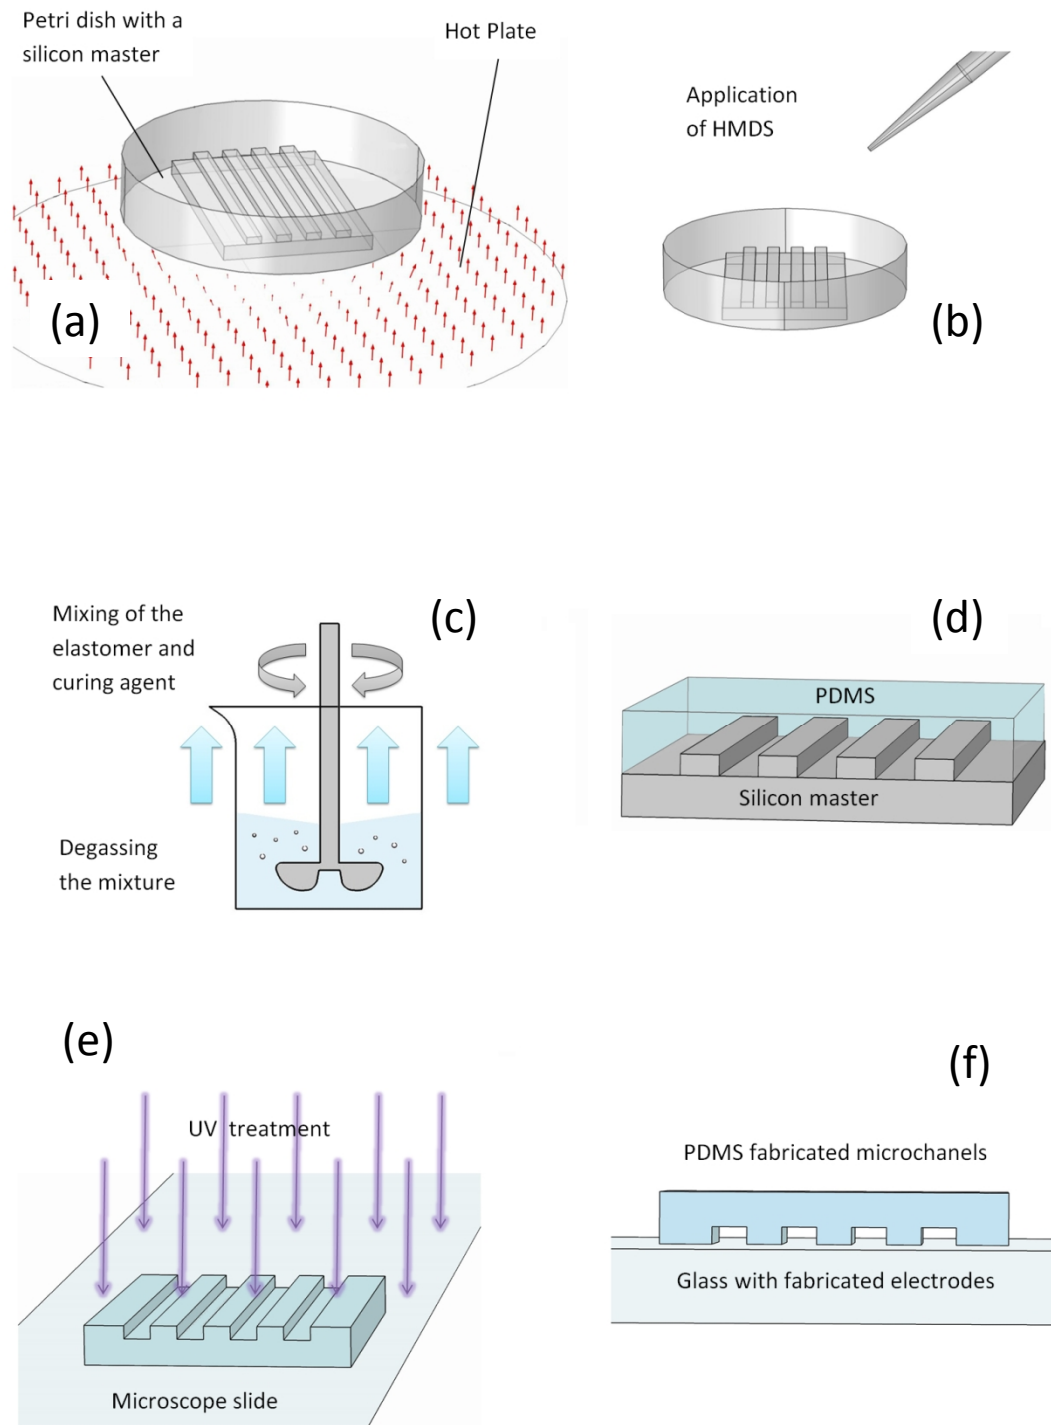 Petri dish with a
silicon master
Hot Plate
(a)
Application
of HMDS
(b)
Mixing of the
elastomer and
curing agent
(c)
Degassing
the mixture
(d)
PDMS
Silicon master
(e)
UV treatment
Microscope slide
(f)
PDMS fabricated microchanels
Glass with fabricated electrodes